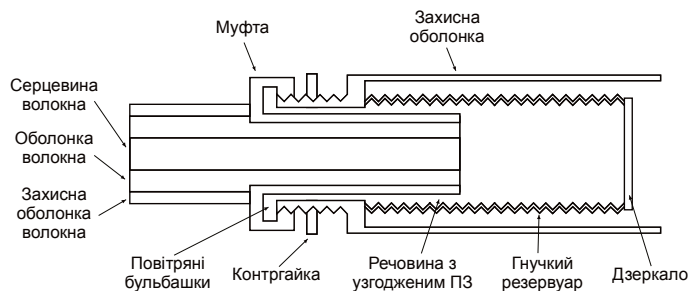 Муфта
Захисна
оболонка
Серцевина
волокна
Оболонка
волокна
Захисна
оболонка
волокна
Повітряні
бульбашки
Контргайка
Речовина з
узгодженим ПЗ
Гнучкий
резервуар
Дзеркало